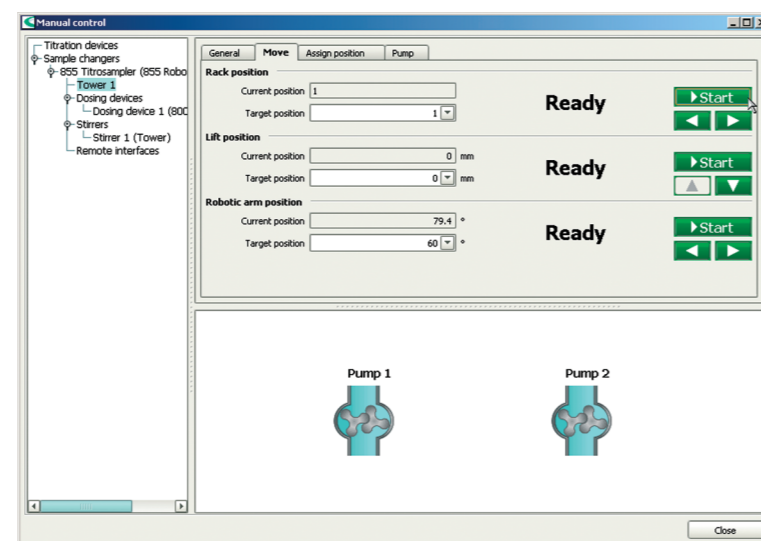 Manual control
Titration devices
Sample changers
855 Titrosampler (855 Robo
Tower 1
Dosing devices
Dosing device 1 (800
Stirrers
Stirrer 1 (Tower)
Remote interfaces
General Move Assign position Pump
Rack position
Current position 1
Target position 1
Ready
Start
Lift position
Current position 0 mm
Target position 0 mm
Ready
Start
Robotic arm position
Current position 79.4 °
Target position 60 °
Ready
Start
Pump 1 Pump 2
Close